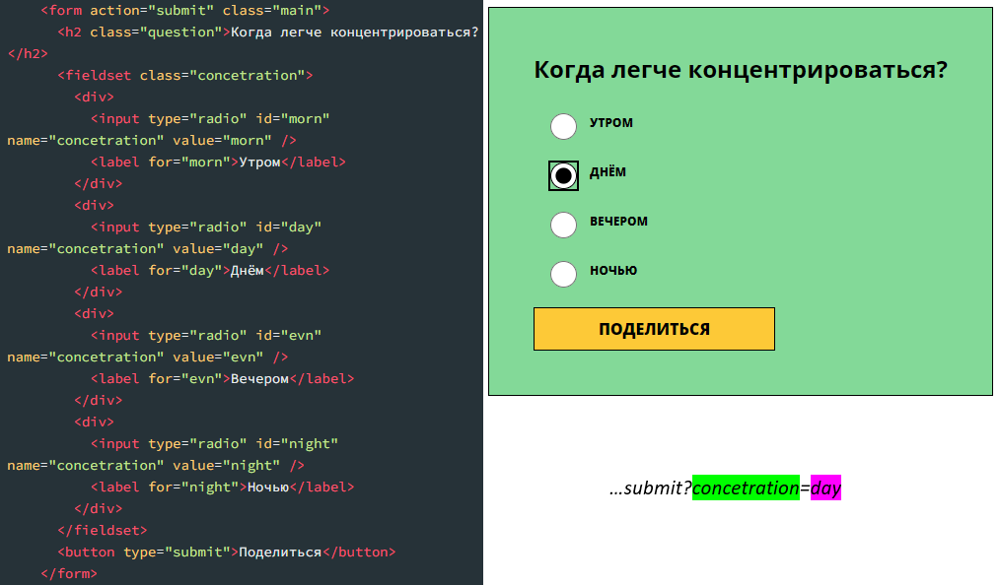 <form action="submit" class="main">
<h2 class="question">Когда легче концентрироваться?
</h2>
<fieldset class="concetration">
<div>
<input type="radio" id="morn"
name="concetration" value="morn" />
<label for="morn">Утром</label>
</div>
<div>
<input type="radio" id="day"
name="concetration" value="day" />
<label for="day">Днём</label>
</div>
<div>
<input type="radio" id="evn"
name="concetration" value="evn" />
<label for="evn">Вечером</label>
</div>
<div>
<input type="radio" id="night"
name="concetration" value="night" />
<label for="night">Ночью</label>
</div>
</fieldset>
<button type="submit">Поделиться</button>
</form>
Когда легче концентрироваться?
УТРОМ
ДНЁМ
ВЕЧЕРОМ
НОЧЬЮ
ПОДЕЛИТЬСЯ
...submit?concetration=day